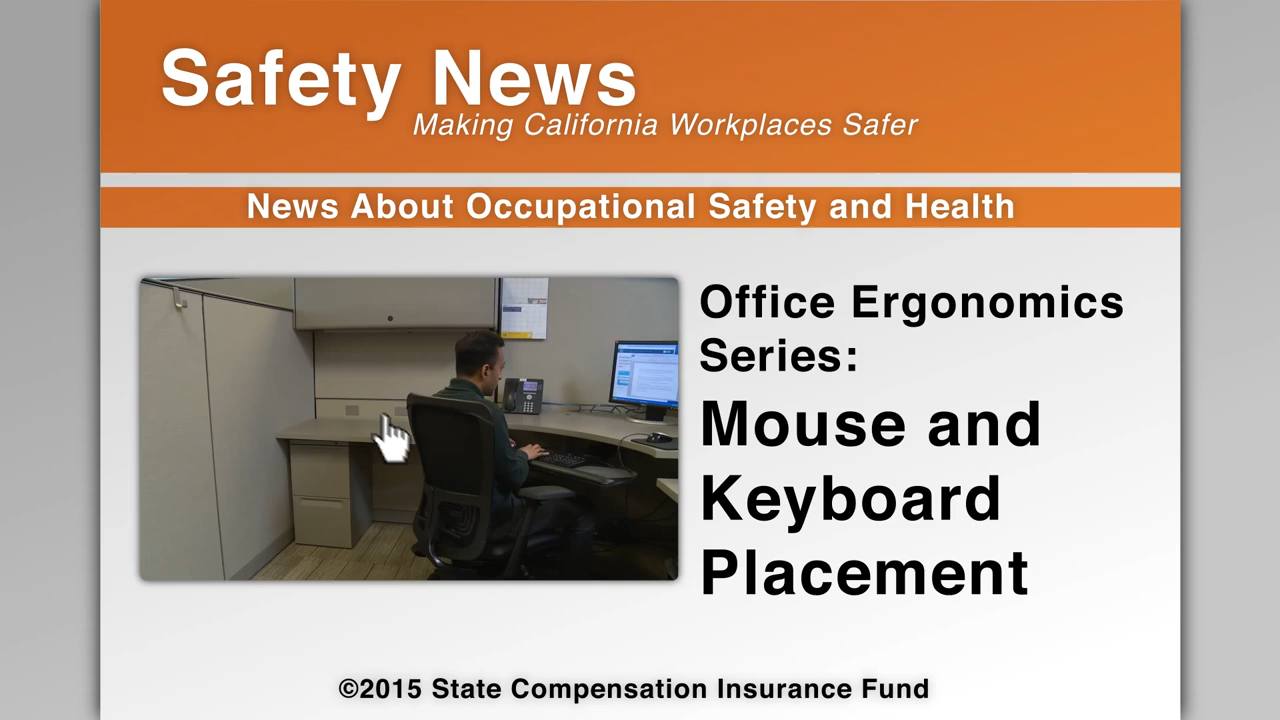 Safety News
Making California Workplaces Safer
News About Occupational Safety and Health
Office Ergonomics
Series:
Mouse and
Keyboard
Placement
©2015 State Compensation Insurance Fund